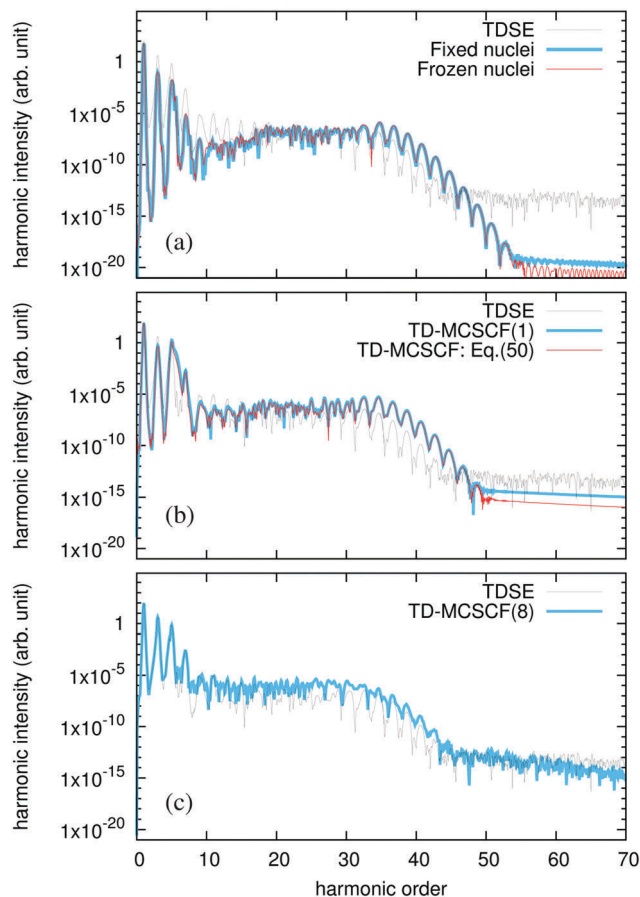 harmonic intensity (arb. unit)
1
1x10-5
1x10-10
1x10-15
1x10-20
TDSE
Fixed nuclei
Frozen nuclei
(a)
harmonic intensity (arb. unit)
1
1x10-5
1x10-10
1x10-15
1x10-20
TDSE
TD-MCSCF(1)
TD-MCSCF: Eq.(50)
(b)
harmonic intensity (arb. unit)
1
1x10-5
1x10-10
1x10-15
1x10-20
TDSE
TD-MCSCF(8)
(c)
0 10 20 30 40 50 60 70
harmonic order